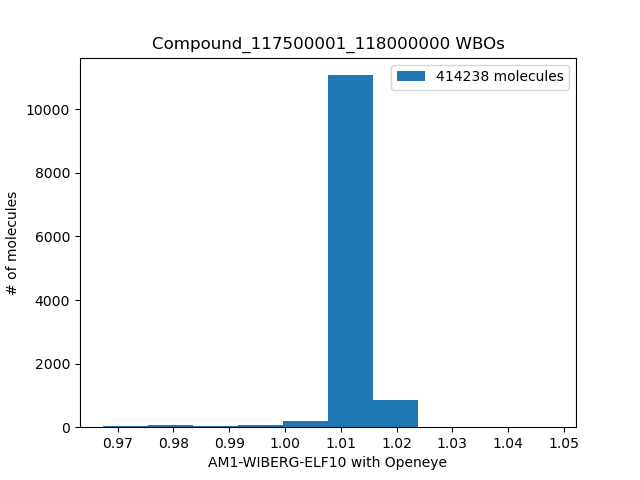 Compound_117500001_118000000 WBOs
414238 molecules
# of molecules
10000
8000
6000
4000
2000
0
0.97 0.98 0.99 1.00 1.01 1.02 1.03 1.04 1.05
AM1-WIBERG-ELF10 with Openeye